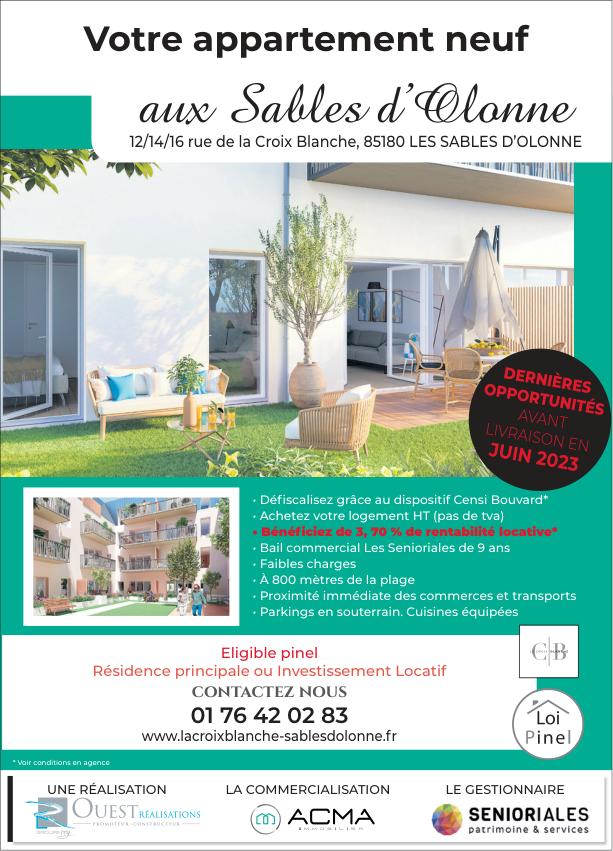 Votre appartement neuf
aux Sables d'Olonne
12/14/16 rue de la Croix Blanche, 85180 LES SABLES D'OLONNE
DERNIÈRES
OPPORTUNITÉS
AVANT
LIVRAISON EN
JUIN 2023
• Défiscalisez grâce au dispositif Censi Bouvard*
• Achetez votre logement HT (pas de tva)
• Bénéficiez de 3, 70 % de rentabilité locative*
• Bail commercial Les Senioriales de 9 ans
• Faibles charges
• À 800 mètres de la plage
• Proximité immédiate des commerces et transports
• Parkings en souterrain. Cuisines équipées
Eligible pinel
Résidence principale ou Investissement Locatif
CONTACTEZ NOUS
01 76 42 02 83
www.lacroixblanche-sablesdolonne.fr
C B
Loi
Pinel
* Voir conditions en agence
UNE RÉALISATION
OUEST RÉALISATIONS
PROMOTEUR-CONSTRUCTEUR
LA COMMERCIALISATION
ACMA
IMMOBILIER
LE GESTIONNAIRE
SENIORIALES
patrimoine & services